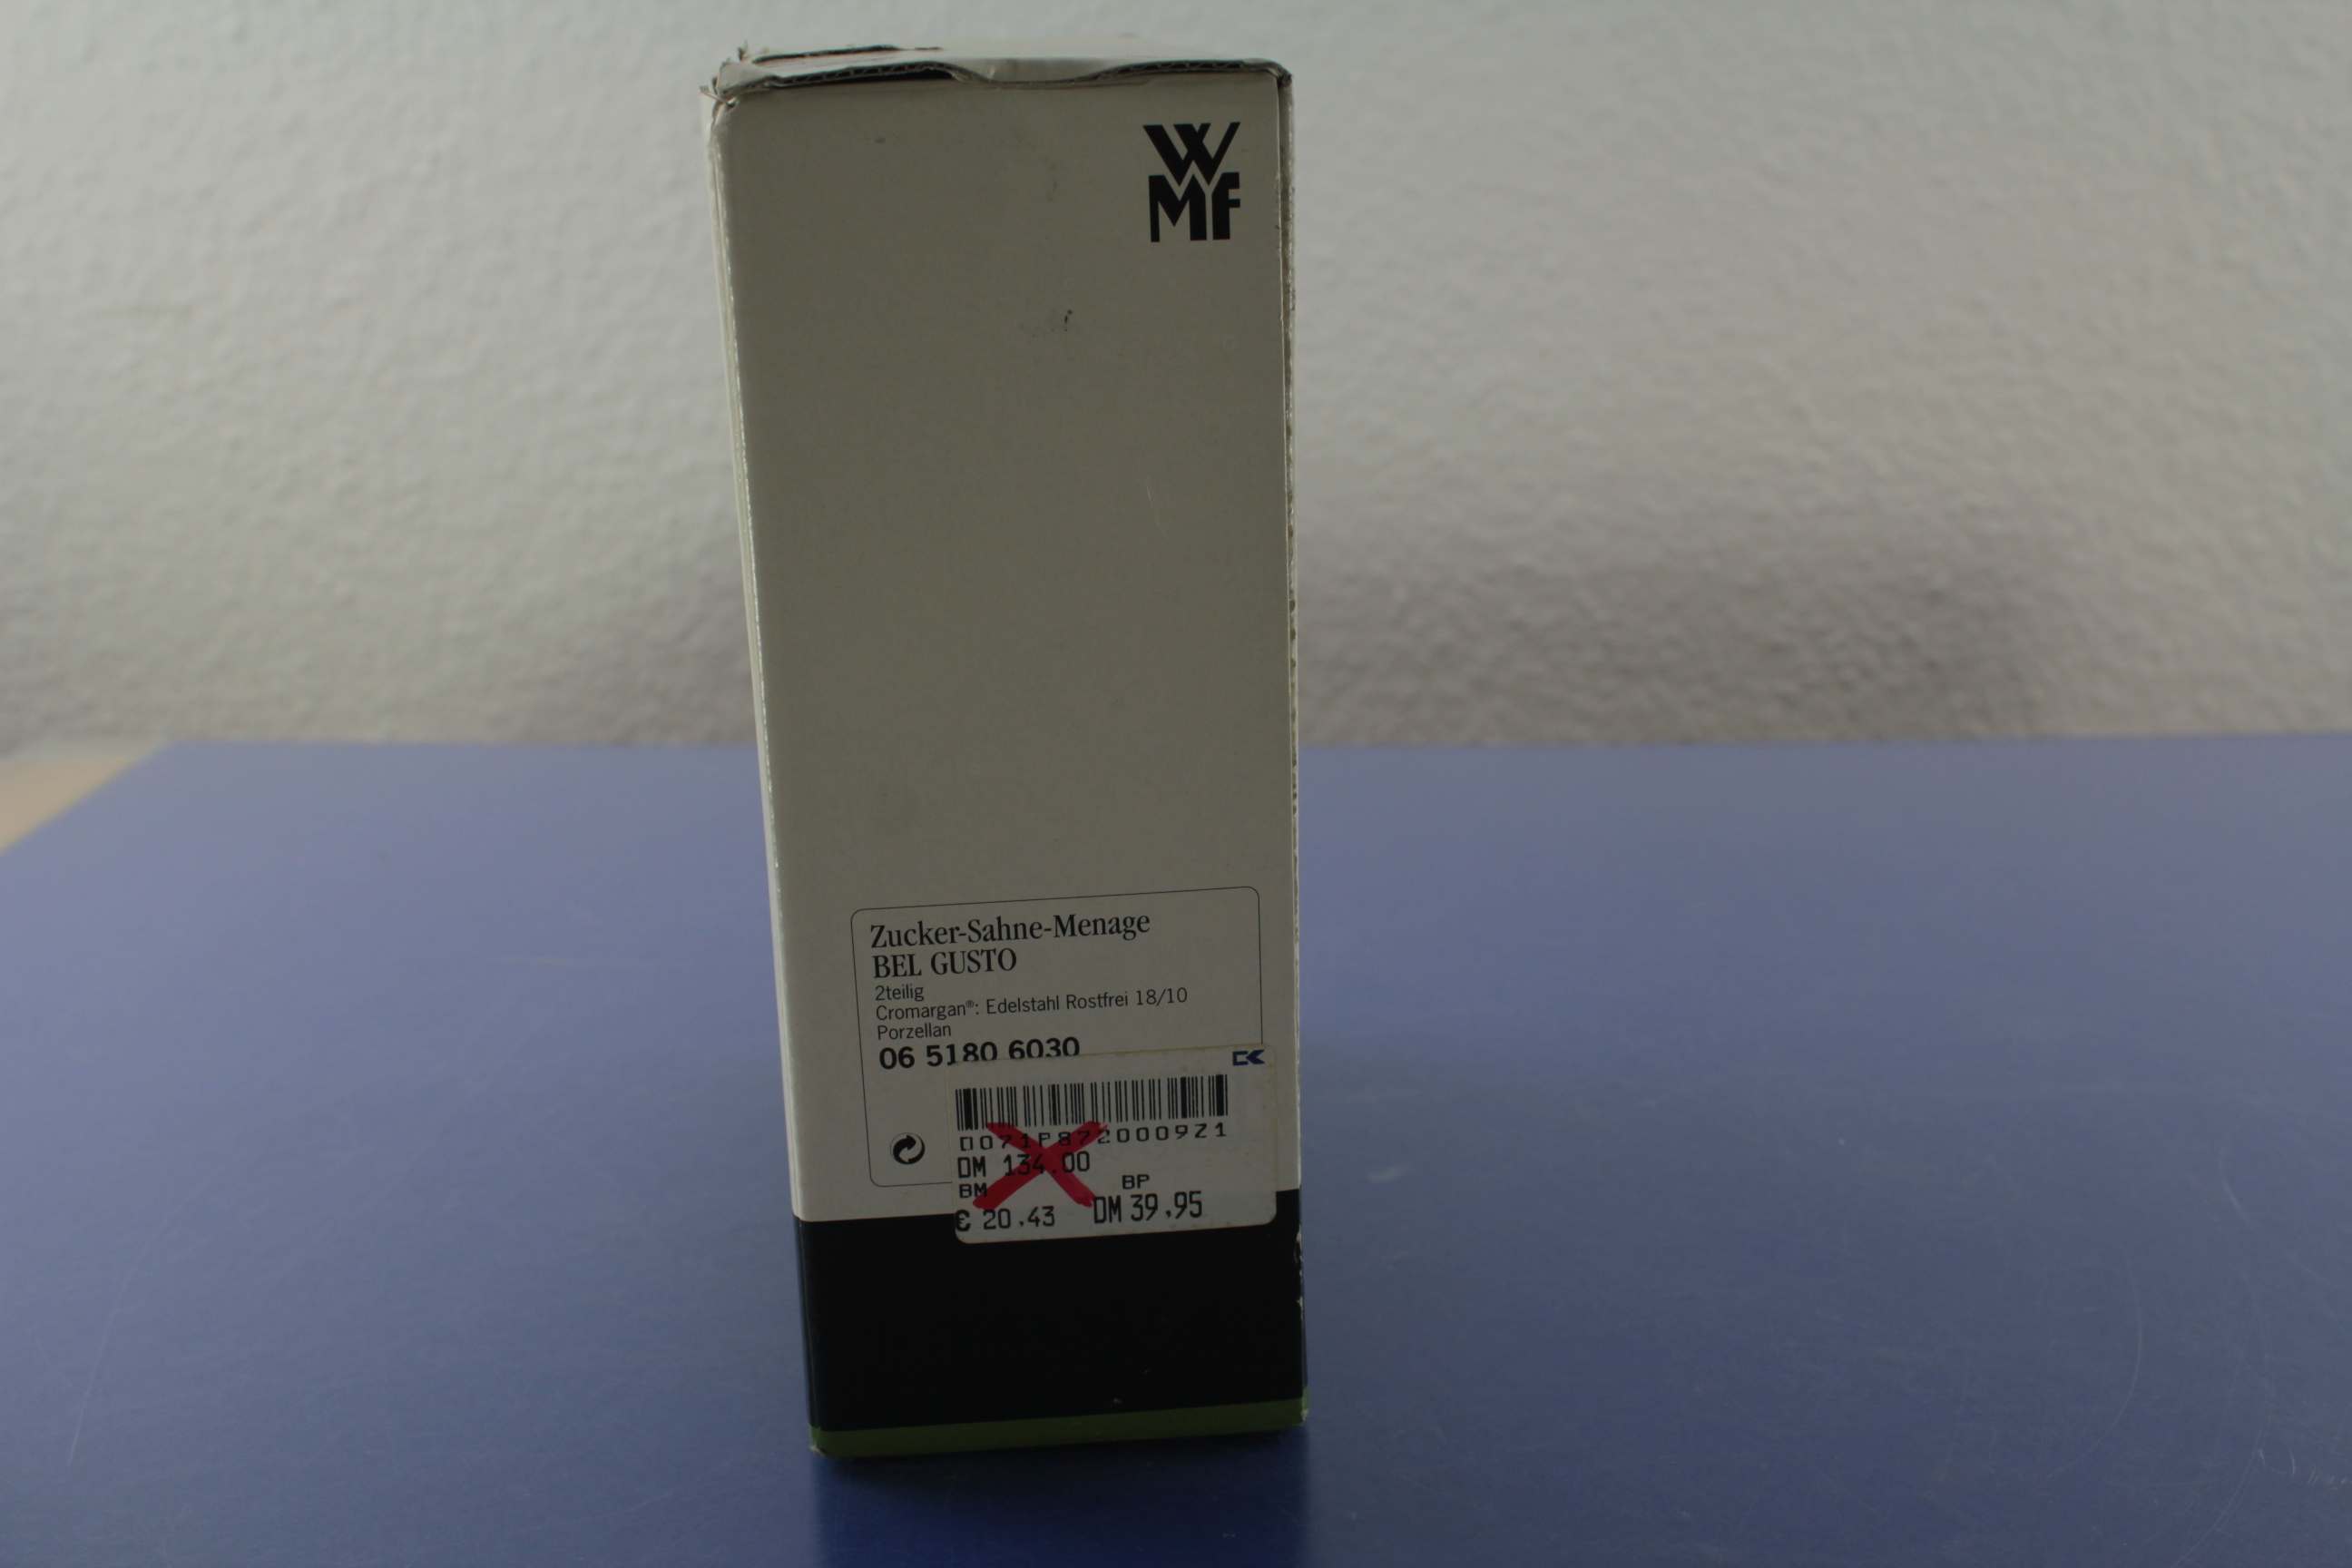 WMF
Zucker-Sahne-Menage
BEL GUSTO
2teilig
Cromargan®: Edelstahl Rostfrei 18/10
Porzellan
06 5180 6030
DM 134.00
BM BP
€ 20.43 DM 39.95